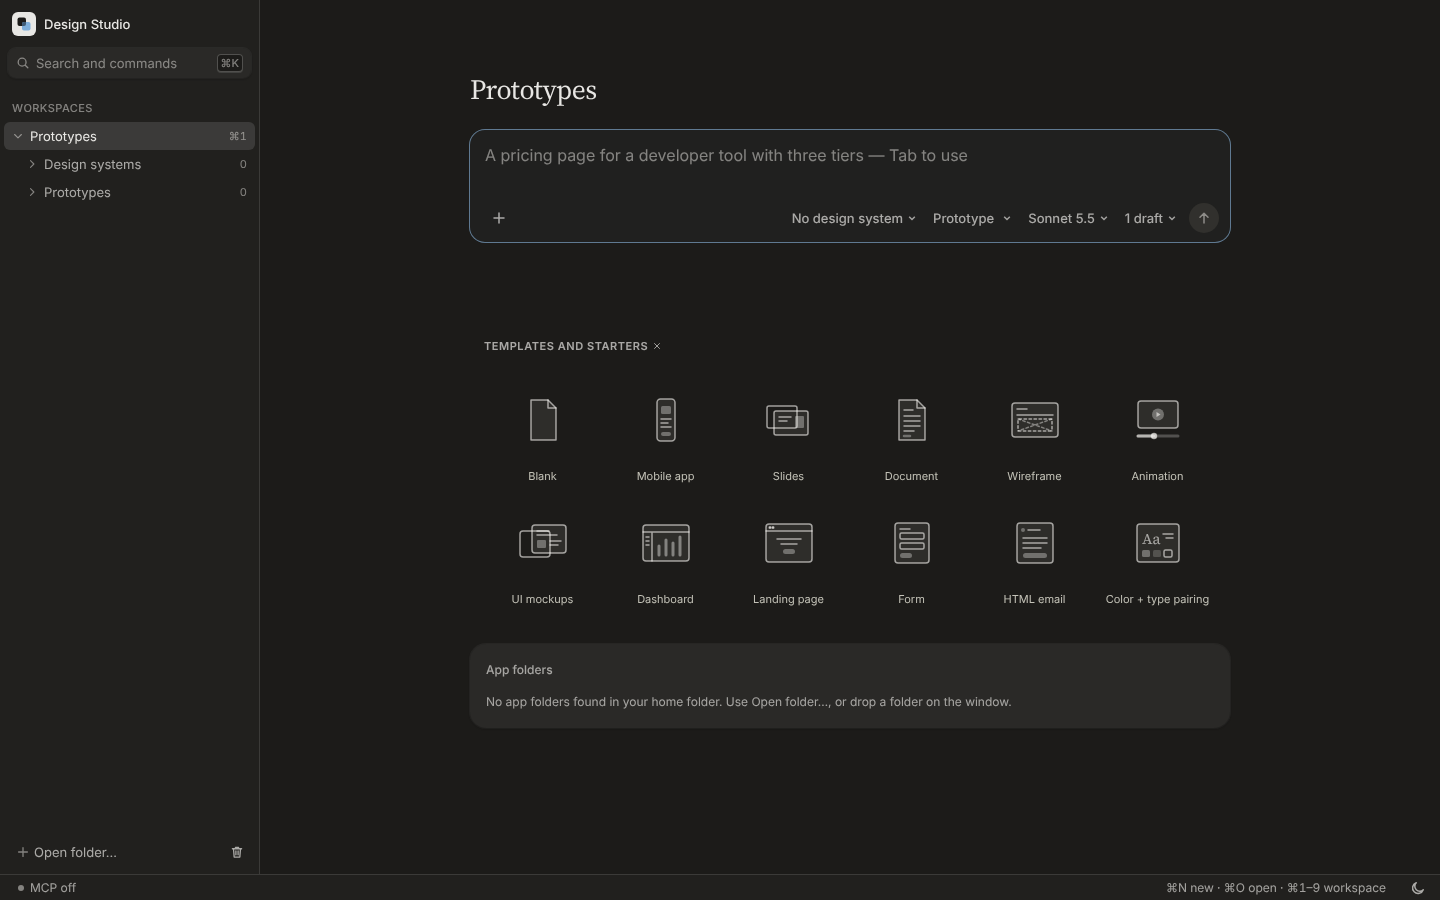 Design Studio
Search and commands ⌘K
WORKSPACES
Prototypes ⌘1
Design systems 0
Prototypes 0
Open folder...
MCP off
Prototypes
A pricing page for a developer tool with three tiers — Tab to use
No design system Prototype Sonnet 5.5 1 draft
TEMPLATES AND STARTERS
Blank Mobile app Slides Document Wireframe Animation
Aa
UI mockups Dashboard Landing page Form HTML email Color + type pairing
App folders
No app folders found in your home folder. Use Open folder..., or drop a folder on the window.
⌘N new · ⌘O open · ⌘1–9 workspace